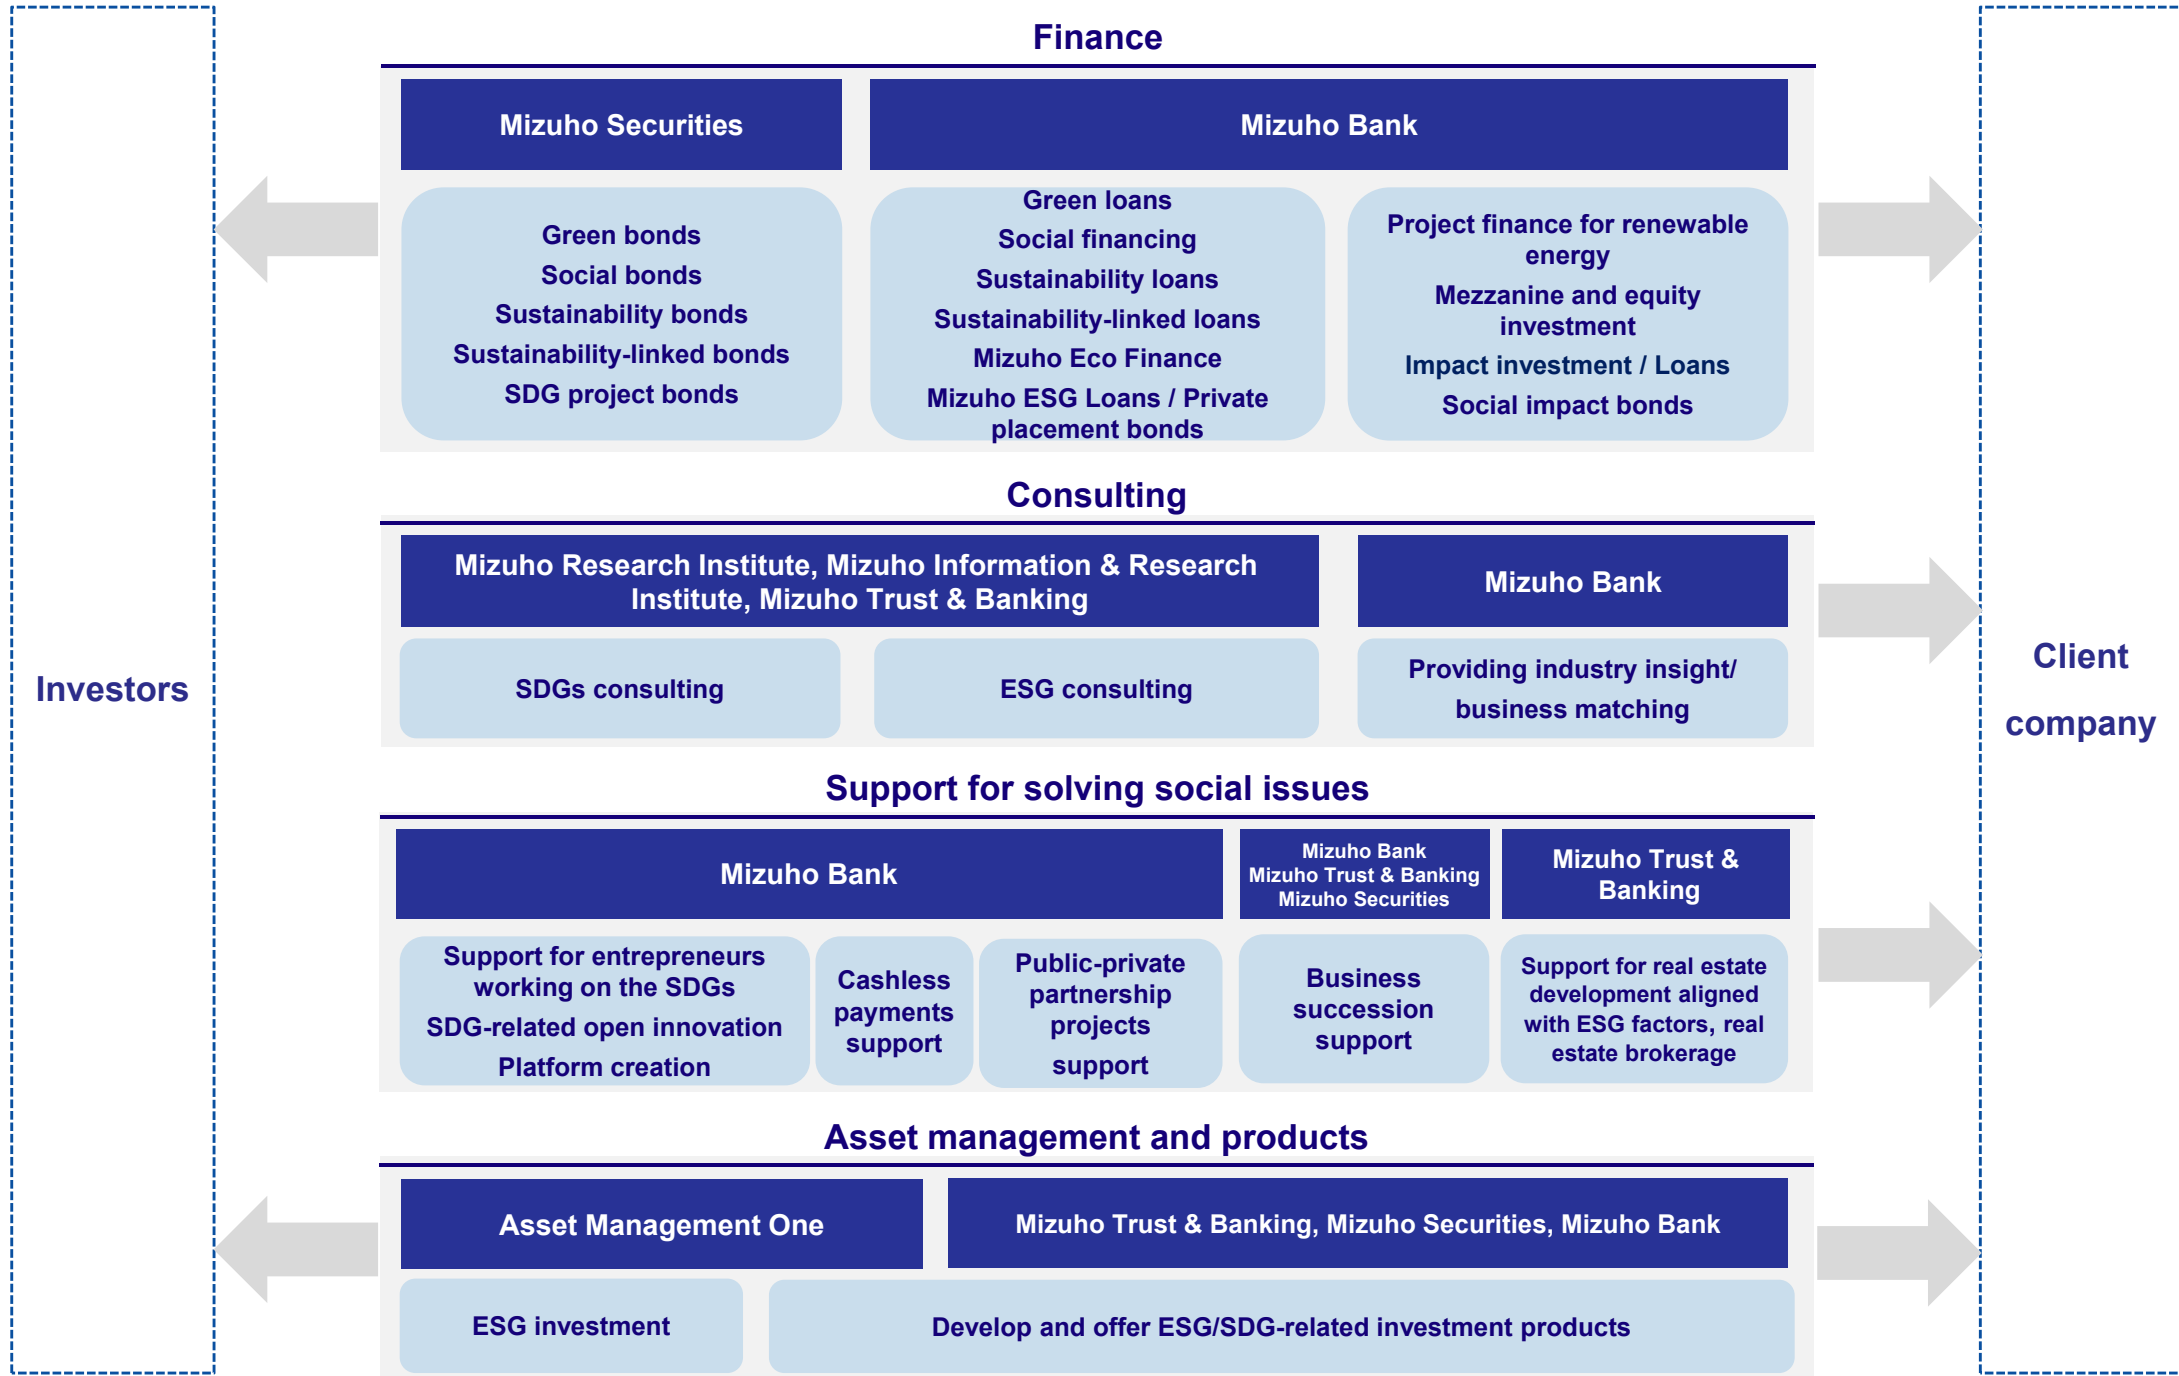 Investors
Finance
Mizuho Securities
Green bonds
Social bonds
Sustainability bonds
Sustainability-linked bonds
SDG project bonds
Mizuho Bank
Green loans
Social financing
Sustainability loans
Sustainability-linked loans
Mizuho Eco Finance
Mizuho ESG Loans / Private
placement bonds
Project finance for renewable
energy
Mezzanine and equity
investment
Impact investment / Loans
Social impact bonds
Consulting
Mizuho Research Institute, Mizuho Information & Research
Institute, Mizuho Trust & Banking
SDGs consulting
ESG consulting
Mizuho Bank
Providing industry insight/
business matching
Support for solving social issues
Mizuho Bank
Support for entrepreneurs
working on the SDGs
SDG-related open innovation
Platform creation
Cashless
payments
support
Public-private
partnership
projects
support
Mizuho Bank
Mizuho Trust & Banking
Mizuho Securities
Business
succession
support
Mizuho Trust &
Banking
Support for real estate
development aligned
with ESG factors, real
estate brokerage
Asset management and products
Asset Management One
Mizuho Trust & Banking, Mizuho Securities, Mizuho Bank
ESG investment
Develop and offer ESG/SDG-related investment products
Client
company